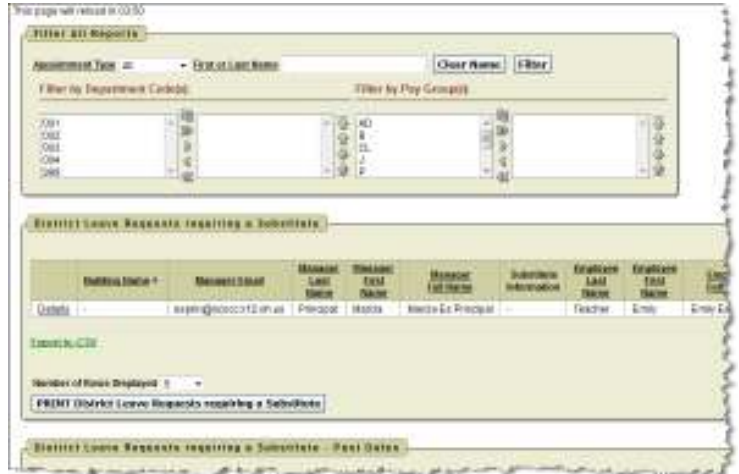 This page will reload in 03:50
Filter All Reports
Appointment Type All First or Last Name Clear Name Filter
Filter by Department Code(s) Filter by Pay Group(s)
001 AD
002 B
003 CL
004 J
P
District Leave Requests requiring a Substitute
Building Name Manager Email Manager Last Name Manager First Name Manager Full Name Substitute Information Employee Last Name Employee First Name
Details - Principal Teacher Emily
Export to CSV
Number of Rows Displayed
PRINT District Leave Requests requiring a Substitute
District Leave Requests requiring a Substitute - Past Dates